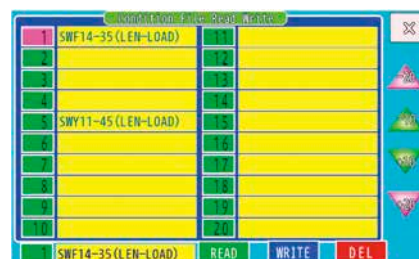 Condition File Read Write
1 SWF14-35(LEN-LOAD) 11
2 12
3 13
4 14
5 SWY11-45(LEN-LOAD) 15
6 16
7 17
8 18
9 19
10 20
1 SWF14-35(LEN-LOAD) READ WRITE DEL